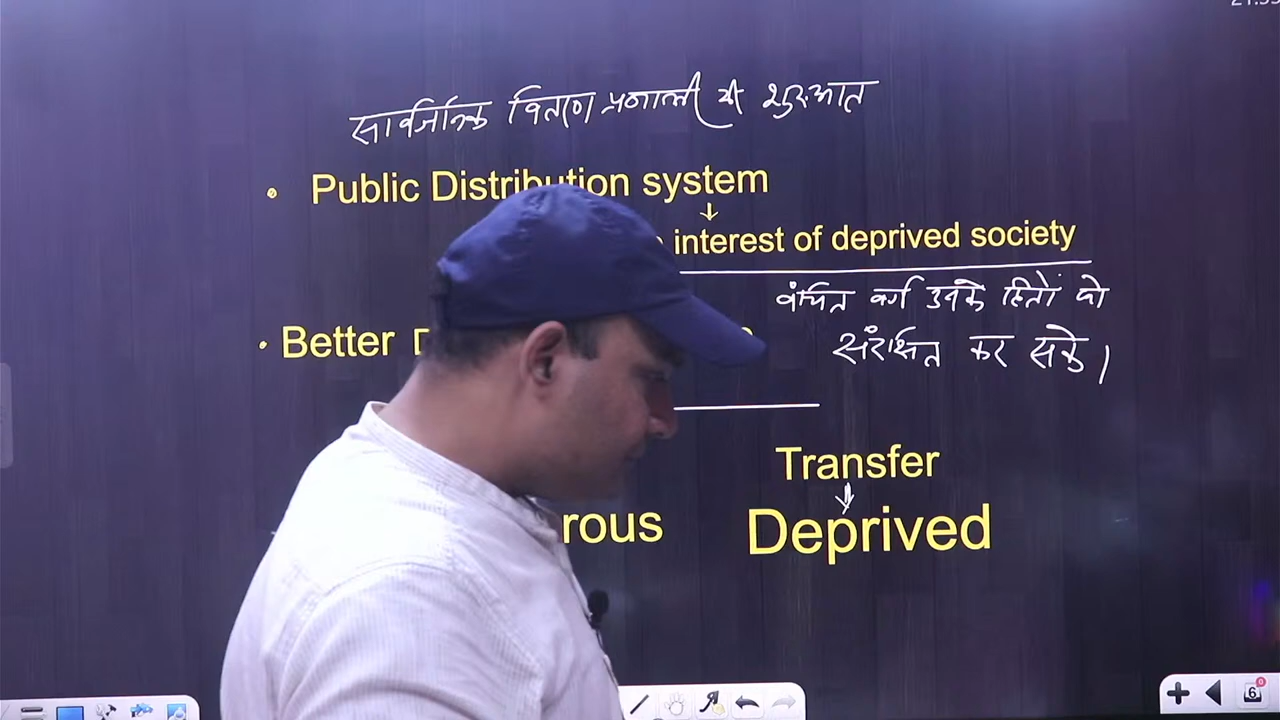 सार्वजनिक वितरण प्रणाली की शुरुआत
• Public Distribution system
interest of deprived society
वंचित वर्ग उनके हितों को
• Better
संरक्षित कर सके।
Transfer
rous Deprived